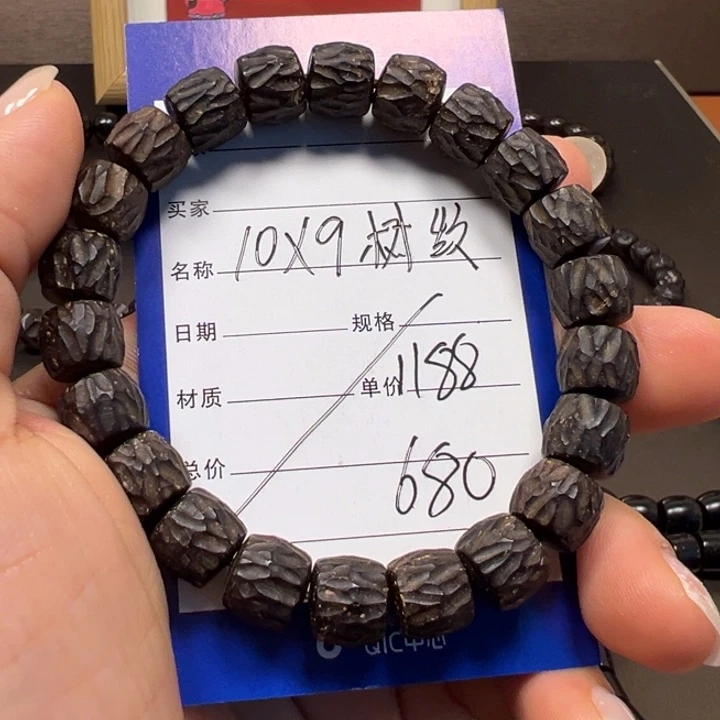 买家
名称 10X9 树纹
日期 规格
材质 单价 1188
总价 680
QIC中心